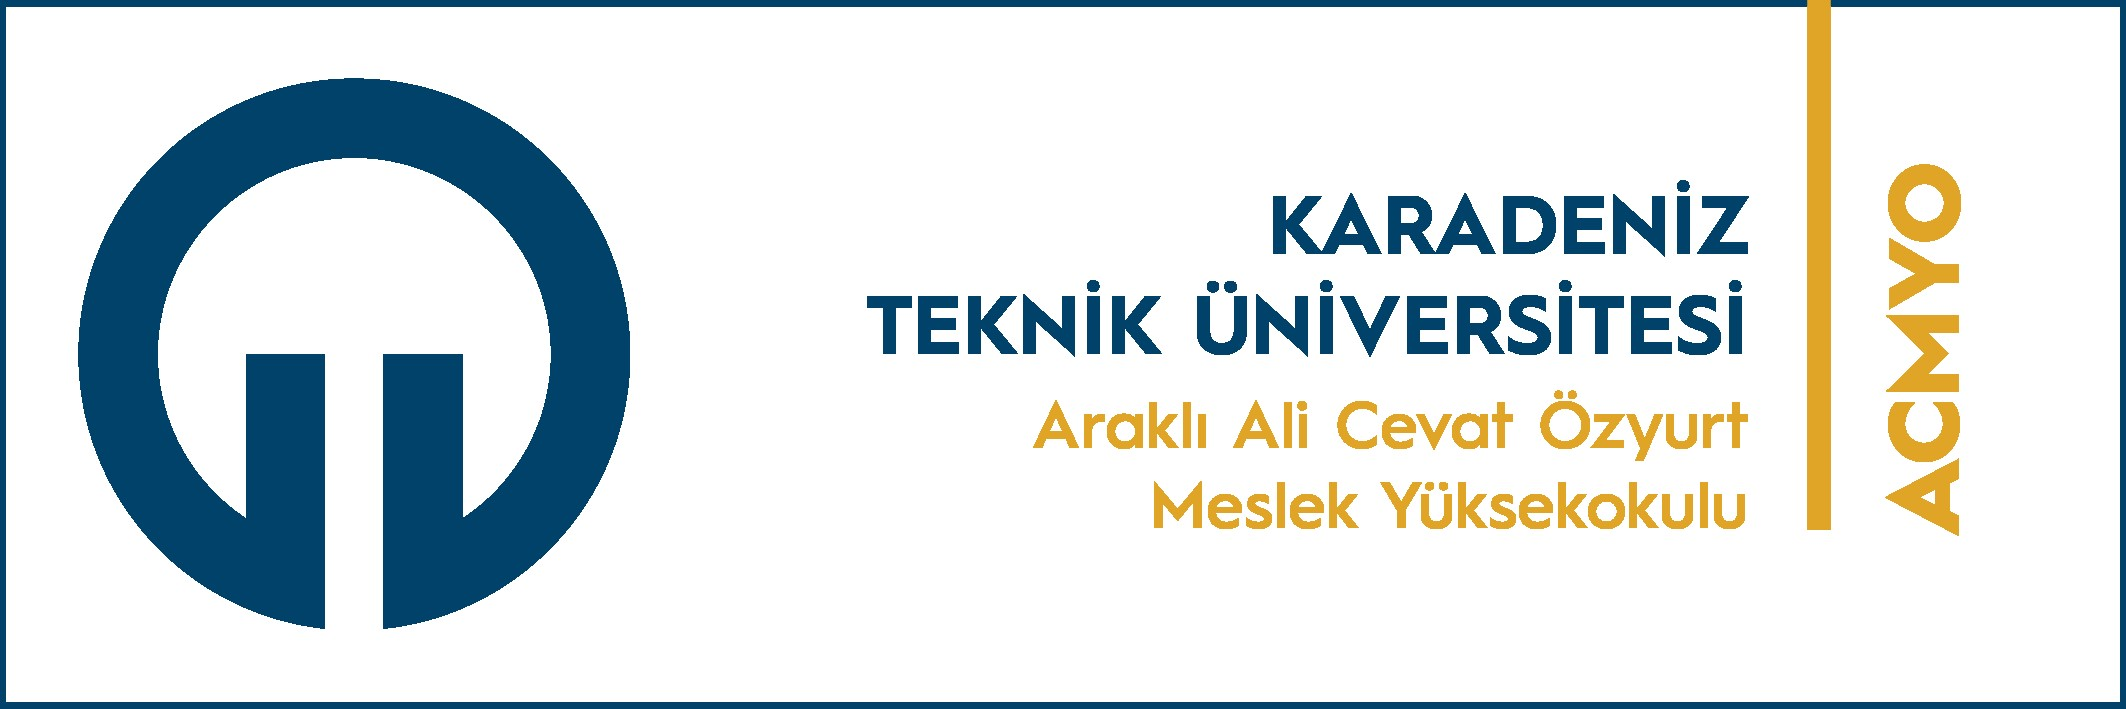 KARADENİZ
TEKNİK ÜNİVERSİTESİ
Araklı Ali Cevat Özyurt
Meslek Yüksekokulu
ACMYO